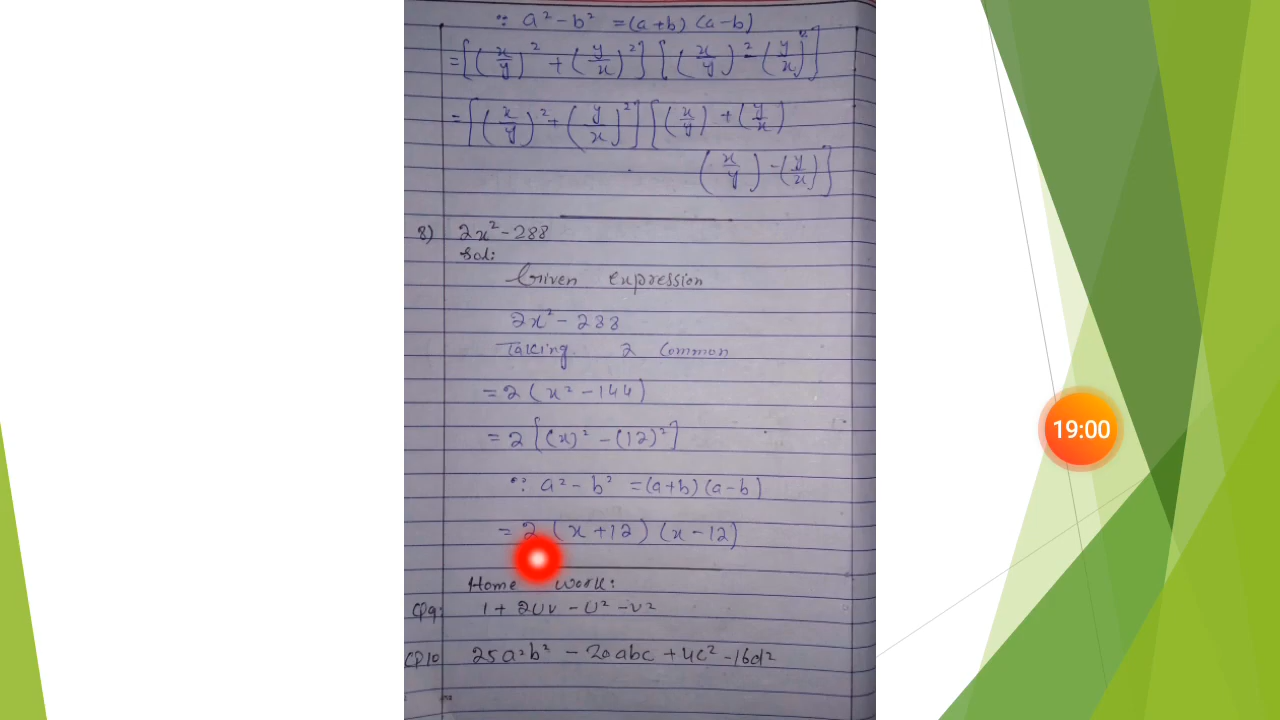 ∵ a² - b² = (a+b) (a-b)
= [(x/y)² + (y/x)²] [(x/y)² - (y/x)²]
= [(x/y)² + (y/x)²] [(x/y) + (y/x)
(x/y) - (y/x)]
8) 2x² - 288
Sol:
Given expression
2x² - 288
Taking 2 Common
= 2 (x² - 144)
= 2 [(x)² - (12)²]
∵ a² - b² = (a+b) (a-b)
= 2 (x + 12) (x - 12)
Home work:
Q9: 1 + 2UV - U² - V²
Q10 25a²b² - 20abc + 4c² - 16d²
19:00